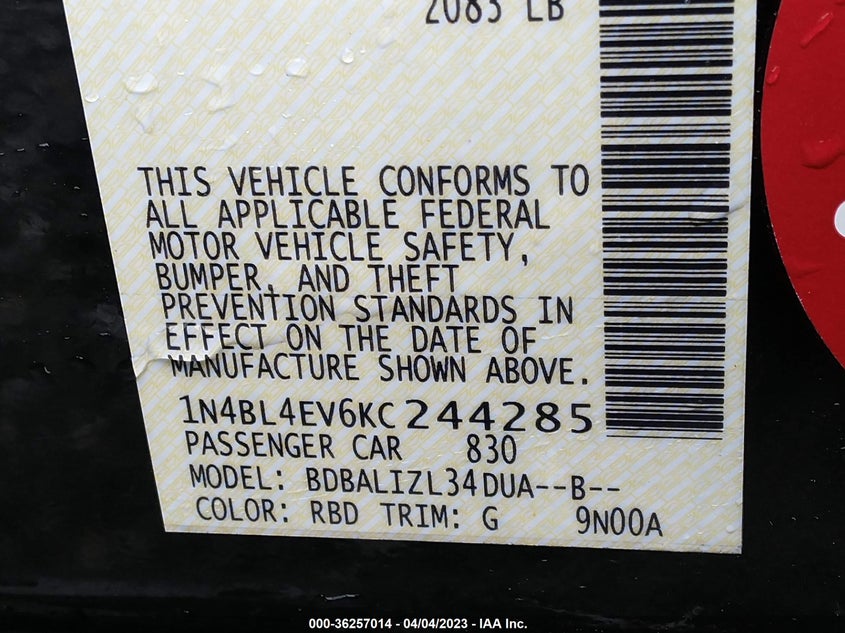 2083 LB
THIS VEHICLE CONFORMS TO
ALL APPLICABLE FEDERAL
MOTOR VEHICLE SAFETY,
BUMPER, AND THEFT
PREVENTION STANDARDS IN
EFFECT ON THE DATE OF
MANUFACTURE SHOWN ABOVE.
1N4BL4EV6KC244285
PASSENGER CAR 830
MODEL: BDBALIZL34DUA--B--
COLOR: RBD TRIM: G 9N00A
000-36257014 - 04/04/2023 - IAA Inc.